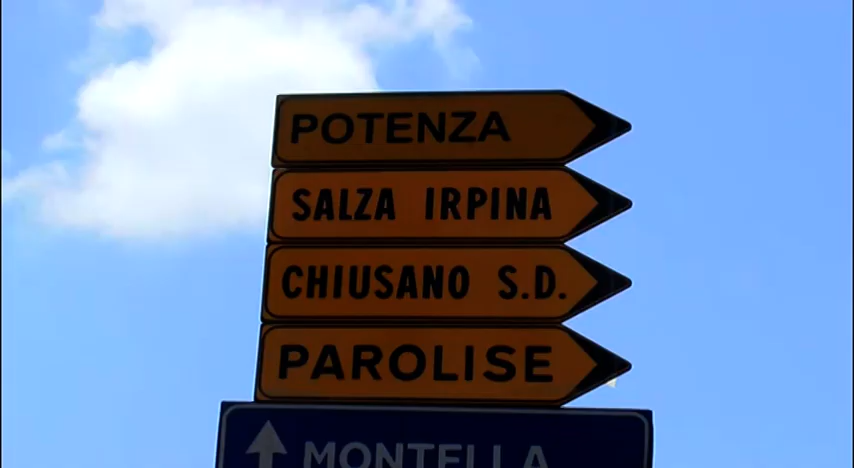 POTENZA
SALZA IRPINA
CHIUSANO S.D.
PAROLISE
MONTELLA